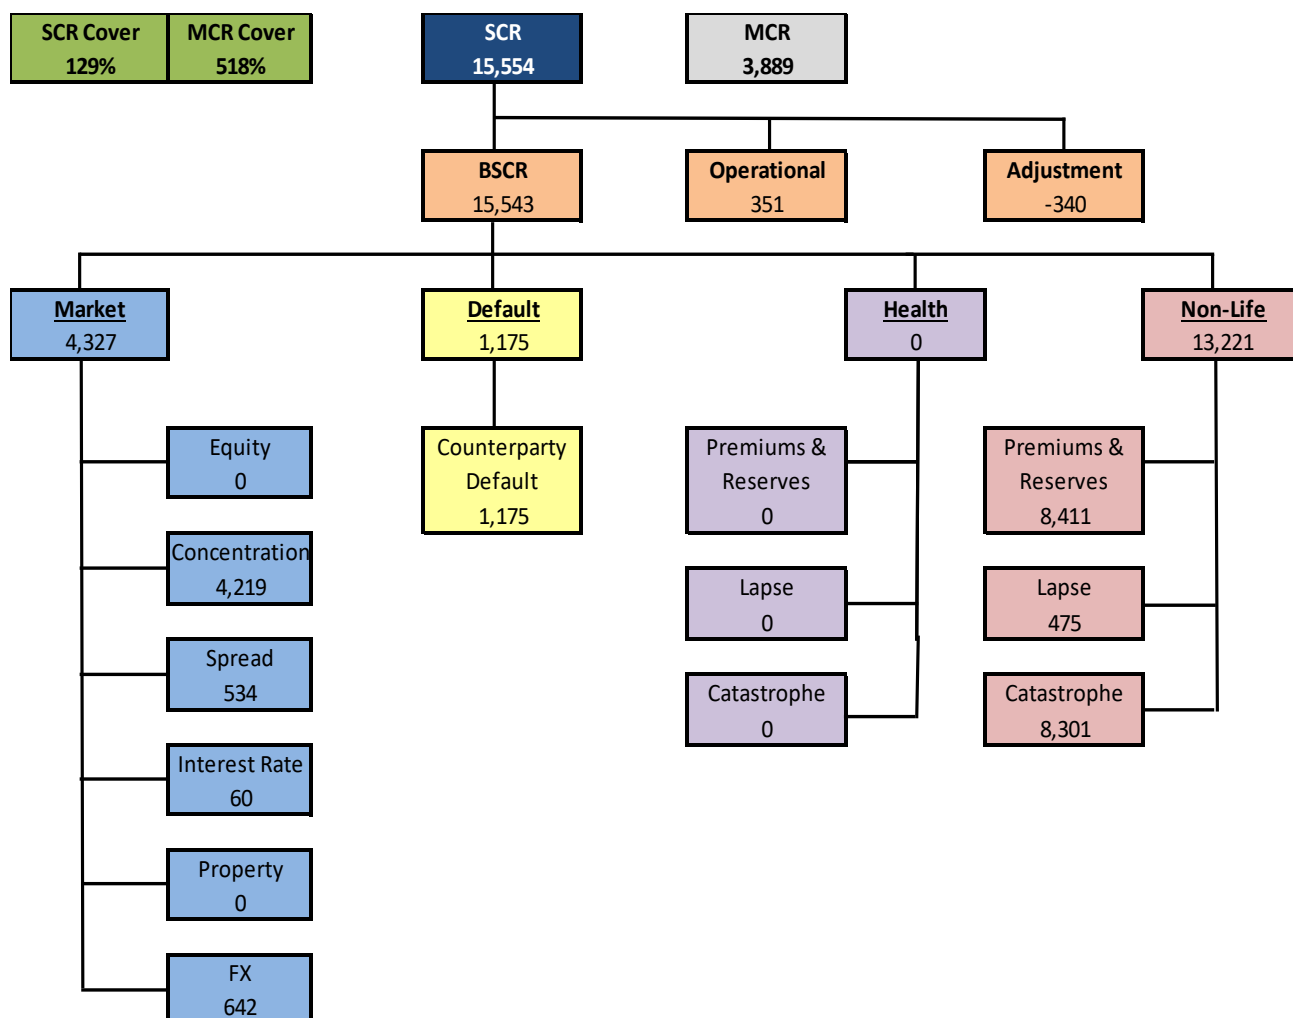 SCR Cover
129%
MCR Cover
518%
SCR
15,554
MCR
3,889
BSCR
15,543
Operational
351
Adjustment
-340
Market
4,327
Default
1,175
Health
0
Non-Life
13,221
Equity
0
Concentration
4,219
Spread
534
Interest Rate
60
Property
0
FX
642
Counterparty
Default
1,175
Premiums &
Reserves
0
Lapse
0
Catastrophe
0
Premiums &
Reserves
8,411
Lapse
475
Catastrophe
8,301